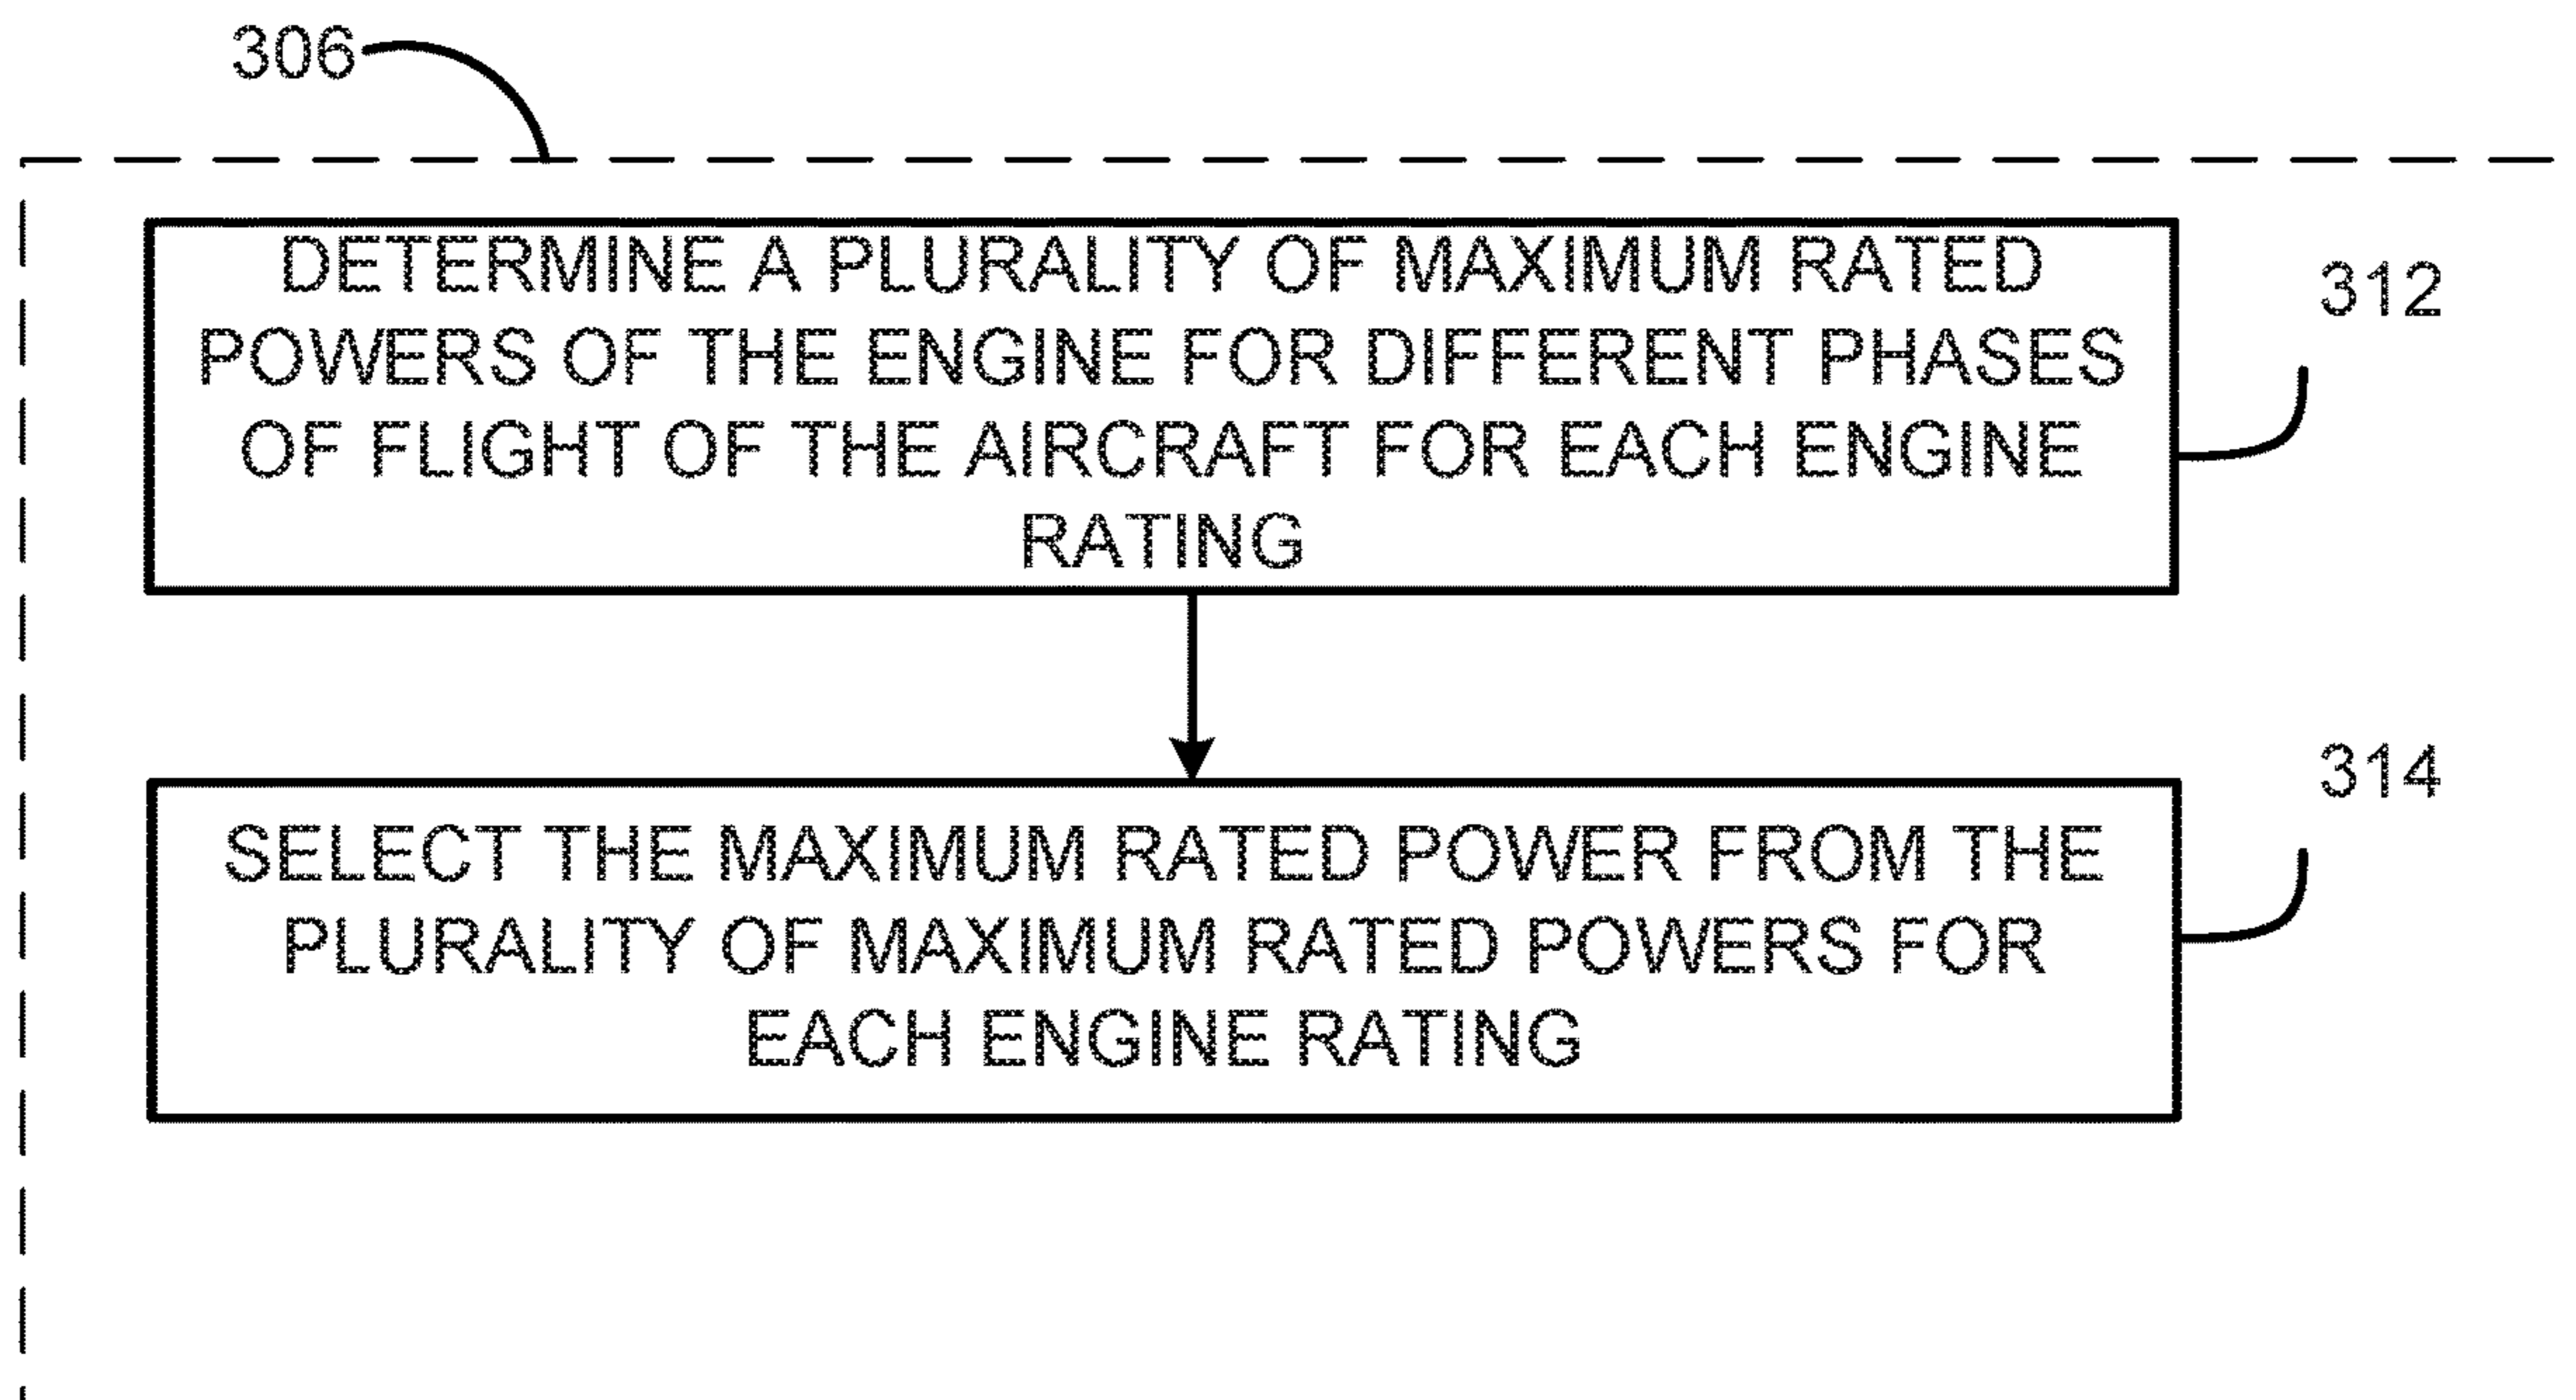 306
DETERMINE A PLURALITY OF MAXIMUM RATED
POWERS OF THE ENGINE FOR DIFFERENT PHASES
OF FLIGHT OF THE AIRCRAFT FOR EACH ENGINE
RATING
312
SELECT THE MAXIMUM RATED POWER FROM THE
PLURALITY OF MAXIMUM RATED POWERS FOR
EACH ENGINE RATING
314